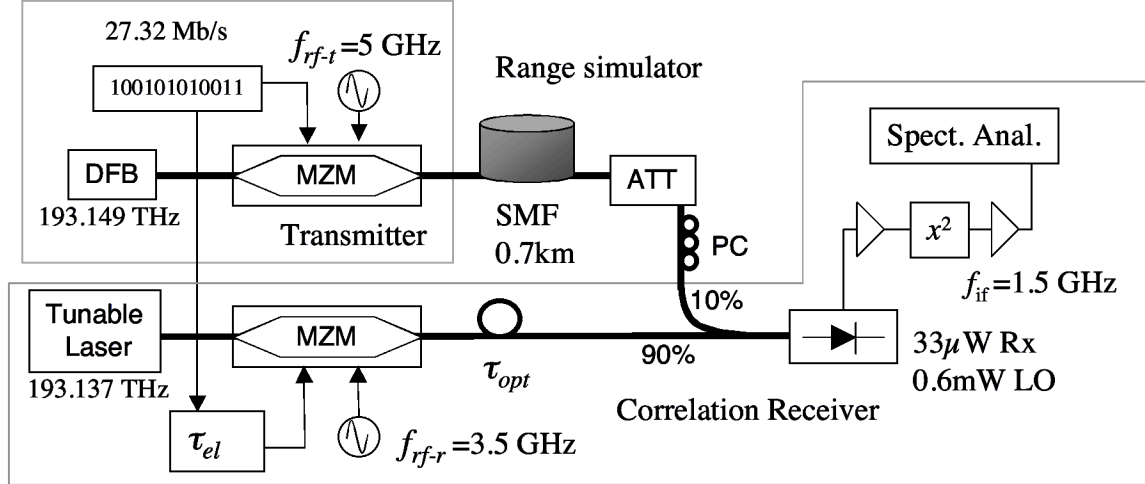 27.32 Mb/s
f_rf-t =5 GHz
100101010011
Range simulator
DFB
MZM
ATT
Spect. Anal.
193.149 THz
Transmitter
SMF
0.7km
PC
x²
f_if =1.5 GHz
Tunable
Laser
MZM
10%
90%
τ_opt
33μW Rx
0.6mW LO
193.137 THz
Correlation Receiver
τ_el
f_rf-r =3.5 GHz